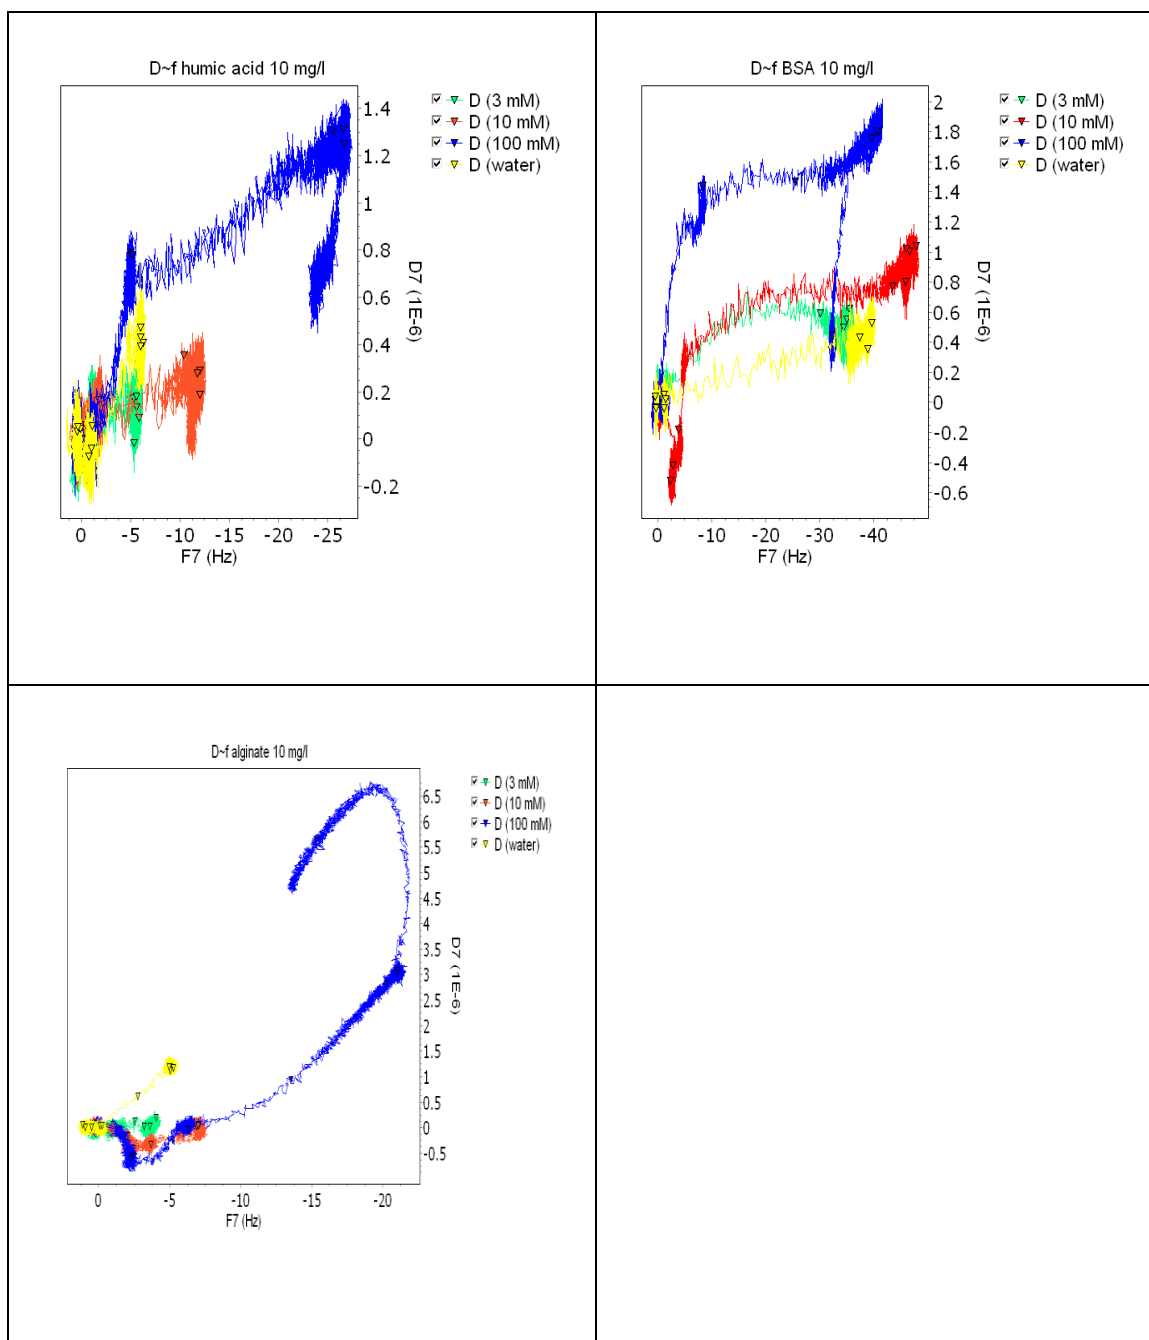 D~f humic acid 10 mg/l
D (3 mM)
D (10 mM)
D (100 mM)
D (water)
1.4
1.2
1
0.8
0.6
0.4
0.2
0
-0.2
D7 (1E-6)
0 -5 -10 -15 -20 -25
F7 (Hz)
D~f BSA 10 mg/l
D (3 mM)
D (10 mM)
D (100 mM)
D (water)
2
1.8
1.6
1.4
1.2
1
0.8
0.6
0.4
0.2
0
-0.2
-0.4
-0.6
D7 (1E-6)
0 -10 -20 -30 -40
F7 (Hz)
D~f alginate 10 mg/l
D (3 mM)
D (10 mM)
D (100 mM)
D (water)
6.5
6
5.5
5
4.5
4
3.5
3
2.5
2
1.5
1
0.5
0
-0.5
D7 (1E-6)
0 -5 -10 -15 -20
F7 (Hz)